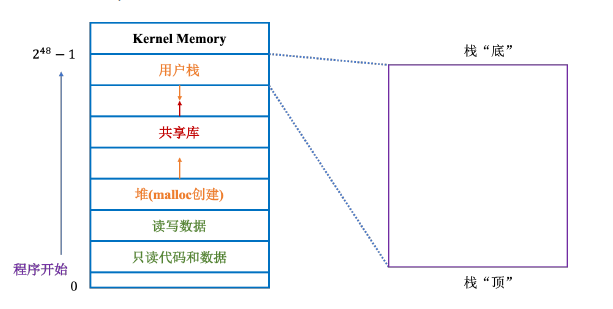 Kernel Memory
2⁴⁸ − 1
用户栈
共享库
堆(malloc创建)
读写数据
只读代码和数据
程序开始
0
栈“底”
栈“顶”